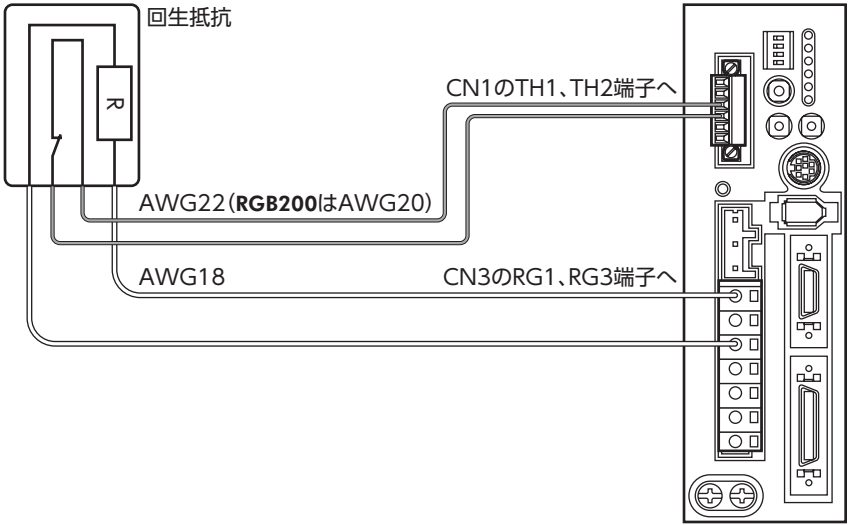 回生抵抗
R
CN1のTH1、TH2端子へ
AWG22(RGB200はAWG20)
AWG18
CN3のRG1、RG3端子へ